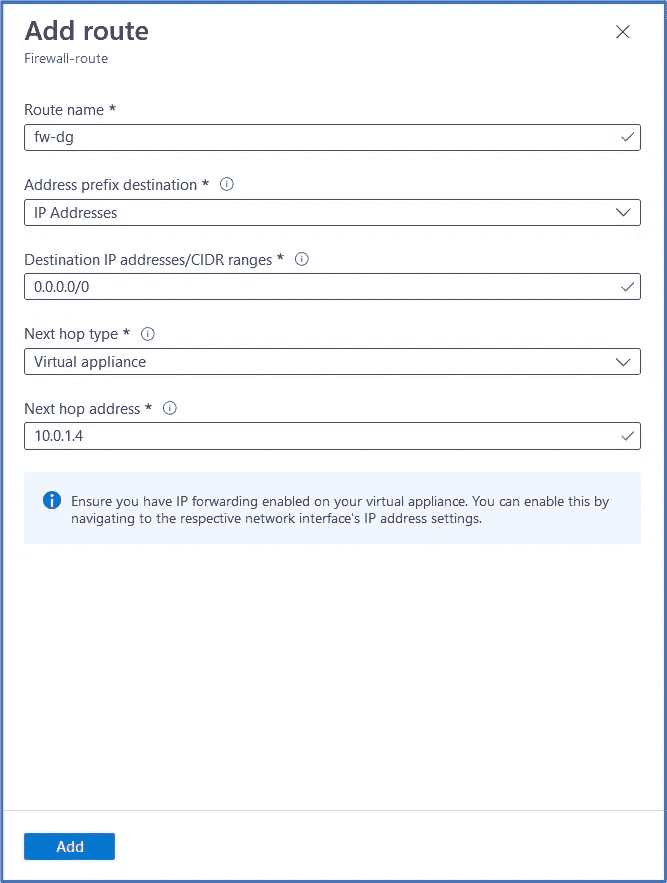 Add route
Firewall-route
Route name *
fw-dg
Address prefix destination *
IP Addresses
Destination IP addresses/CIDR ranges *
0.0.0.0/0
Next hop type *
Virtual appliance
Next hop address *
10.0.1.4
Ensure you have IP forwarding enabled on your virtual appliance. You can enable this by
navigating to the respective network interface's IP address settings.
Add